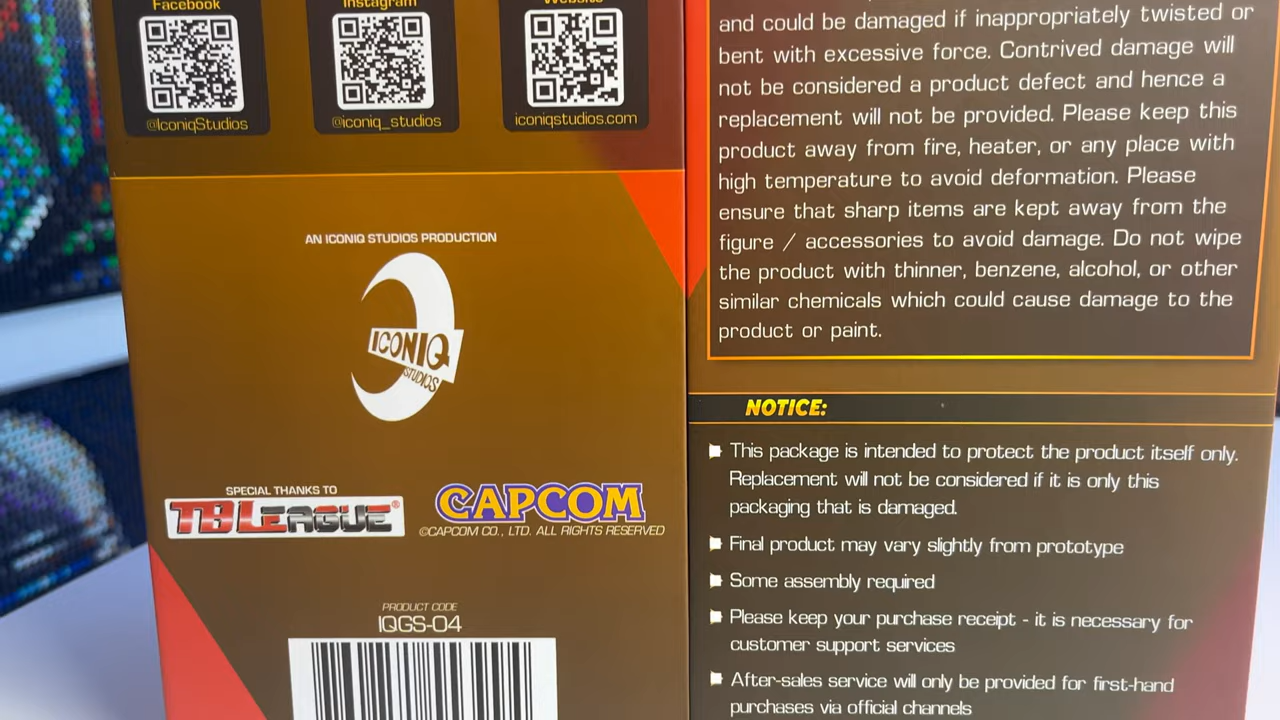 Facebook
Instagram
Website
@IconiqStudios
@iconiq_studios
iconiqstudios.com
AN ICONIQ STUDIOS PRODUCTION
ICONIQ
STUDIOS
SPECIAL THANKS TO
TBLEAGUE®
CAPCOM
©CAPCOM CO., LTD. ALL RIGHTS RESERVED
PRODUCT CODE
IQGS-04
and could be damaged if inappropriately twisted or
bent with excessive force. Contrived damage will
not be considered a product defect and hence a
replacement will not be provided. Please keep this
product away from fire, heater, or any place with
high temperature to avoid deformation. Please
ensure that sharp items are kept away from the
figure / accessories to avoid damage. Do not wipe
the product with thinner, benzene, alcohol, or other
similar chemicals which could cause damage to the
product or paint.
NOTICE:
This package is intended to protect the product itself only.
Replacement will not be considered if it is only this
packaging that is damaged.
Final product may vary slightly from prototype
Some assembly required
Please keep your purchase receipt - it is necessary for
customer support services
After-sales service will only be provided for first-hand
purchases via official channels